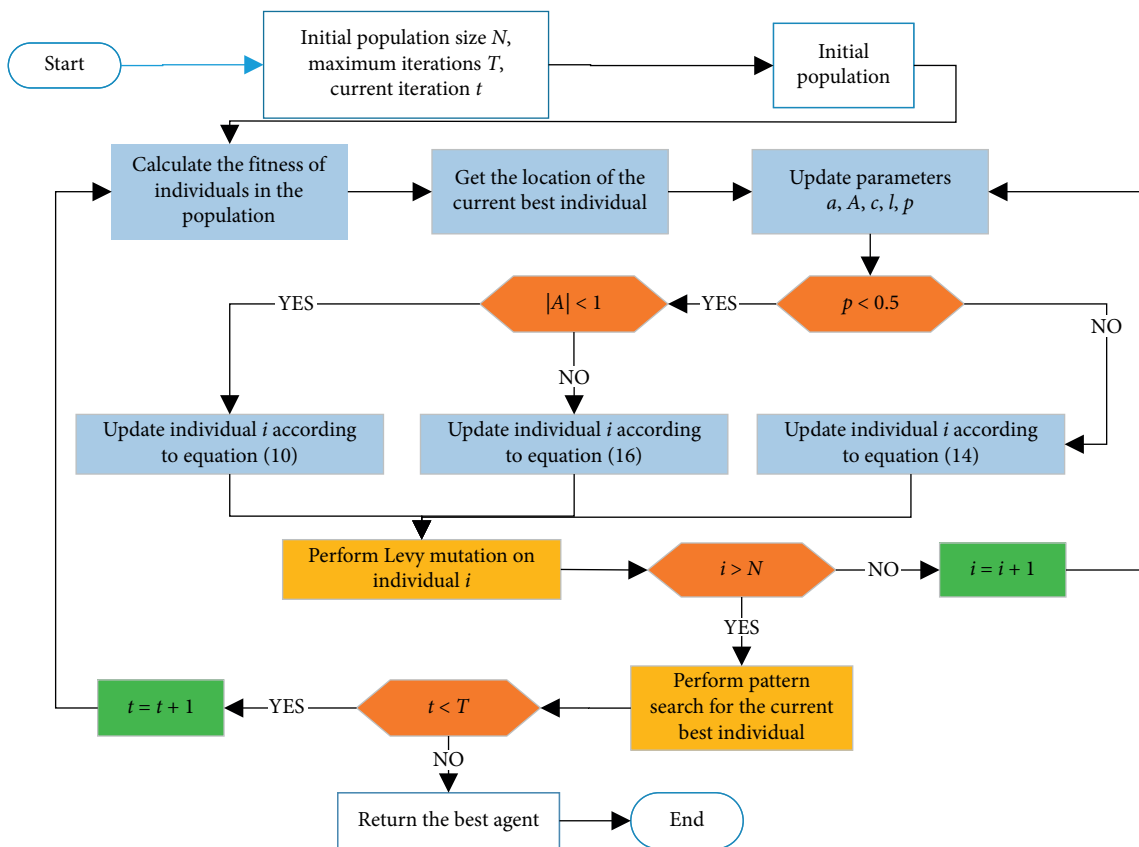 Start
Initial population size N,
maximum iterations T,
current iteration t
Initial
population
Calculate the fitness of
individuals in the
population
Get the location of the
current best individual
Update parameters
a, A, c, l, p
YES
|A| < 1
YES
p < 0.5
NO
NO
Update individual i according
to equation (10)
Update individual i according
to equation (16)
Update individual i according
to equation (14)
Perform Levy mutation on
individual i
i > N
NO
i = i + 1
YES
t = t + 1
YES
t < T
Perform pattern
search for the current
best individual
NO
Return the best agent
End